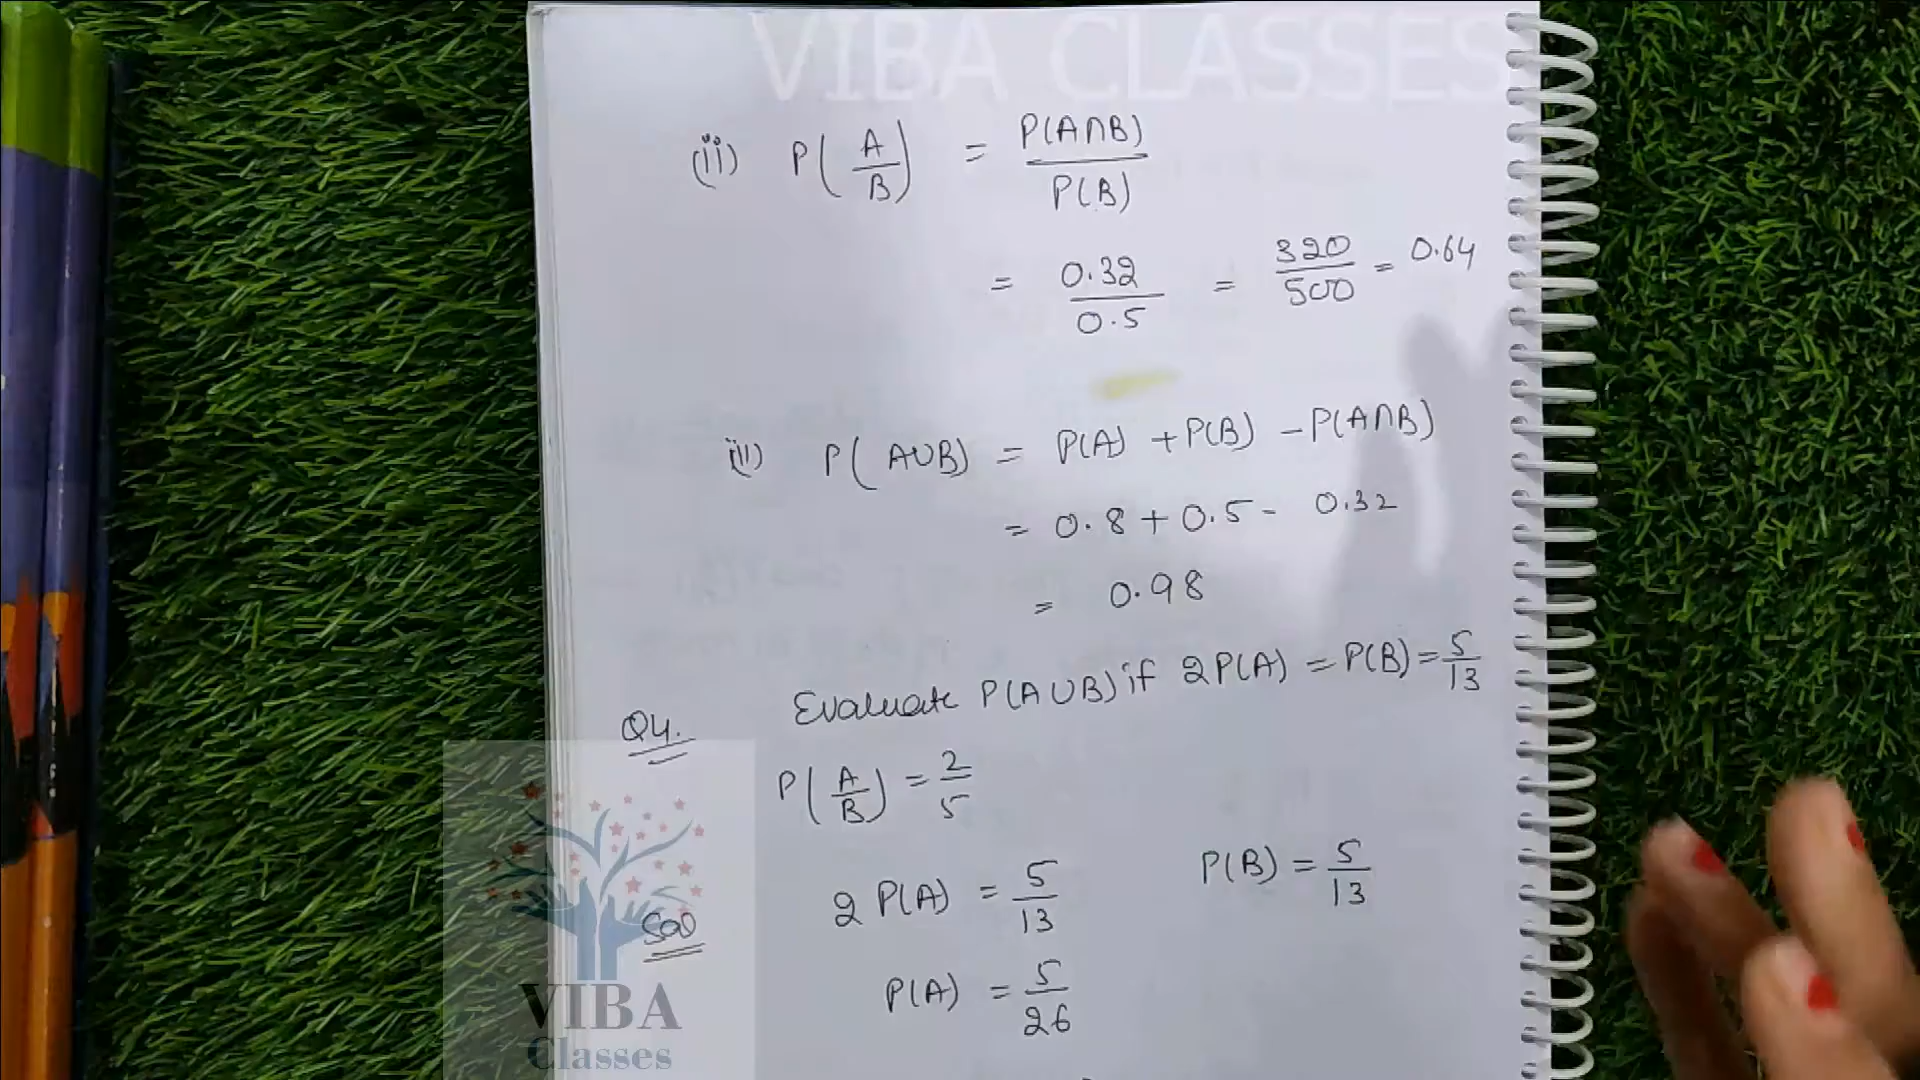 VIBA CLASSES
(ii) P(A/B) = P(A∩B)/P(B)
= 0.32/0.5 = 320/500 = 0.64
(iii) P(A∪B) = P(A) + P(B) - P(A∩B)
= 0.8 + 0.5 - 0.32
= 0.98
Q4. Evaluate P(A∪B) if 2P(A) = P(B) = 5/13
P(A/B) = 2/5
Sol 2 P(A) = 5/13 P(B) = 5/13
P(A) = 5/26
VIBA
Classes